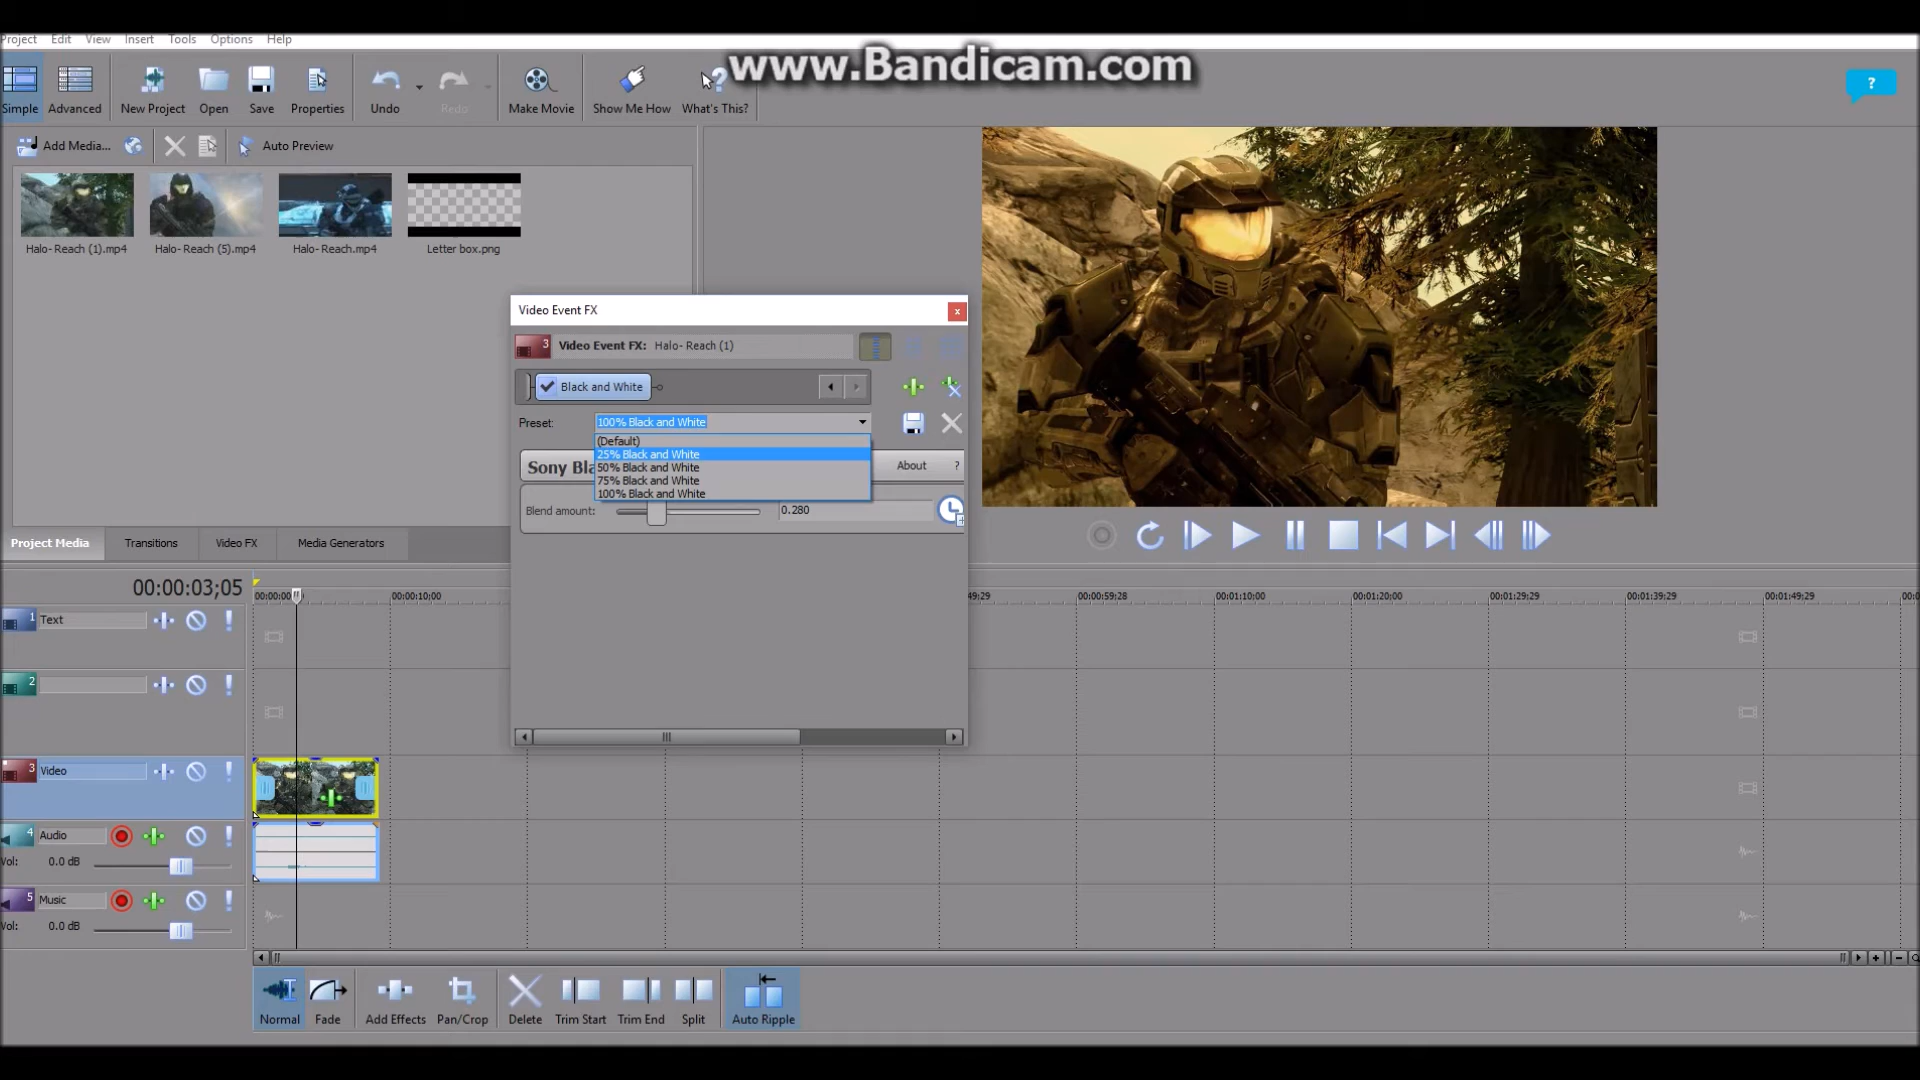 Project Edit View Insert Tools Options Help
www.Bandicam.com
Simple Advanced New Project Open Save Properties Undo Redo Make Movie Show Me How What's This?
?
Add Media... Auto Preview
Halo- Reach (1).mp4 Halo- Reach (5).mp4 Halo- Reach.mp4 Letter box.png
Video Event FX
x
3 Video Event FX: Halo- Reach (1)
Black and White
Preset: 100% Black and White
(Default)
25% Black and White
50% Black and White
75% Black and White
100% Black and White
Sony Bla
About ?
Blend amount: 0.280
Project Media Transitions Video FX Media Generators
00:00:03;05
00:00:00 00:00:10;00 49;29 00:00:59;28 00:01:10;00 00:01:20;00 00:01:29;29 00:01:39;29 00:01:49;29 00:0
1 Text
2
3 Video
4 Audio
Vol: 0.0 dB
5 Music
Vol: 0.0 dB
Normal Fade Add Effects Pan/Crop Delete Trim Start Trim End Split Auto Ripple